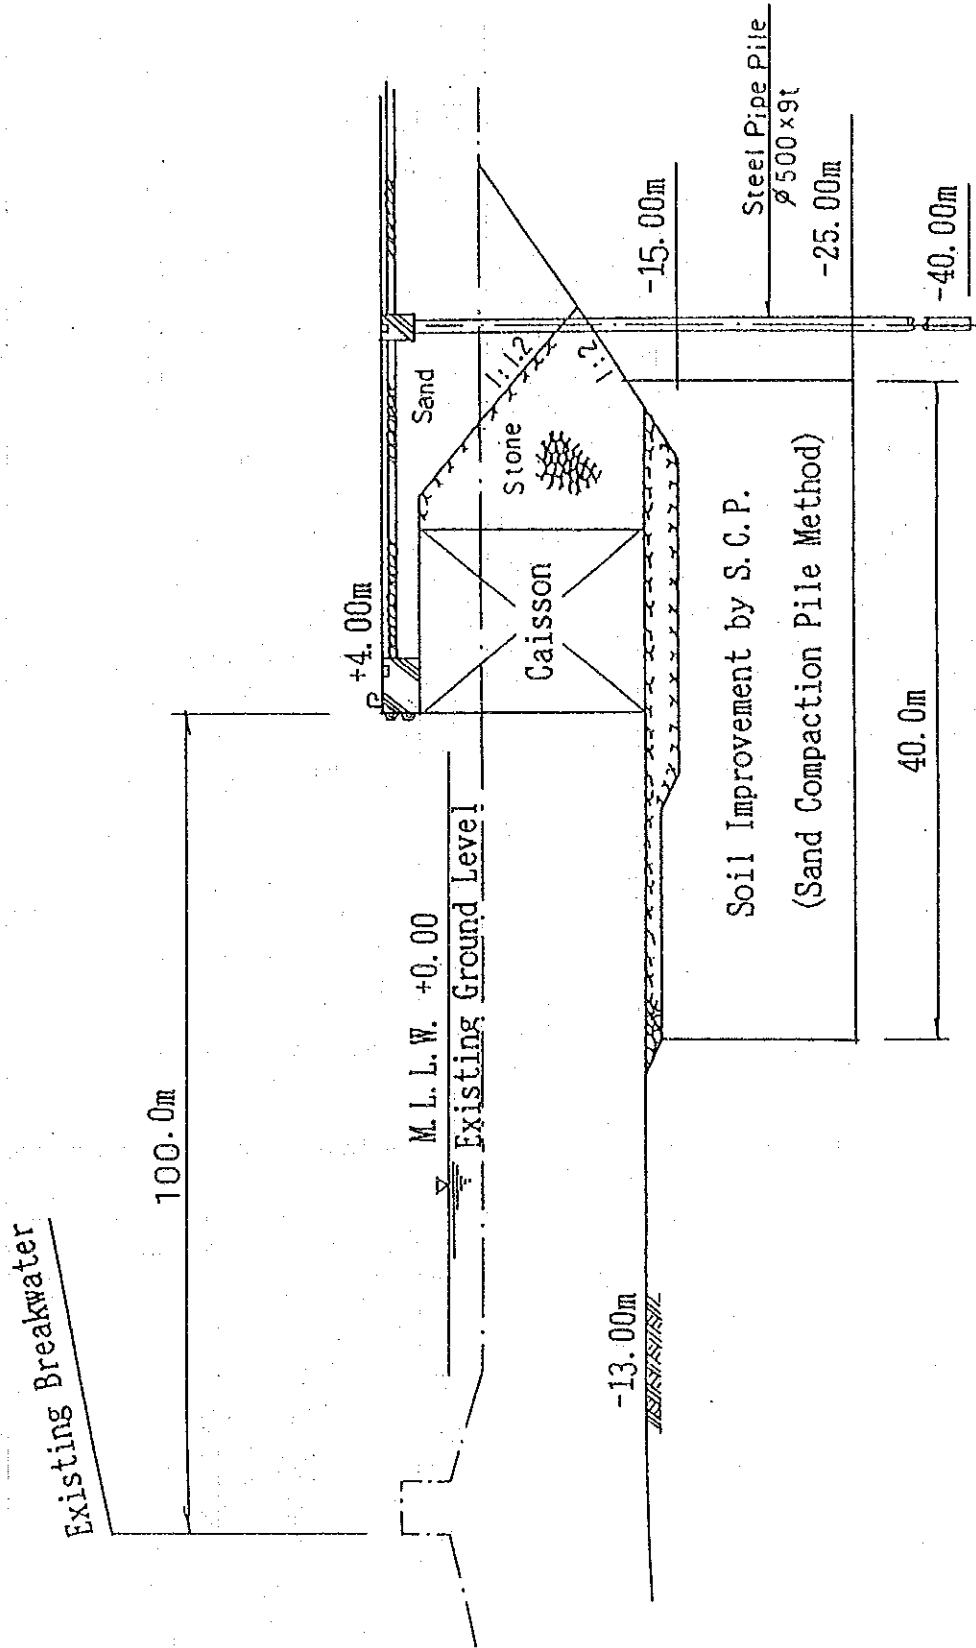 Existing Breakwater
100.0m
M.L.L.W. +0.00
Existing Ground Level
+4.00m
Sand
1:1.2
Stone
1:2
Caisson
-13.00m
-15.00m
Steel Pipe Pile
ø500×9t
-25.00m
-40.00m
Soil Improvement by S.C.P.
(Sand Compaction Pile Method)
40.0m